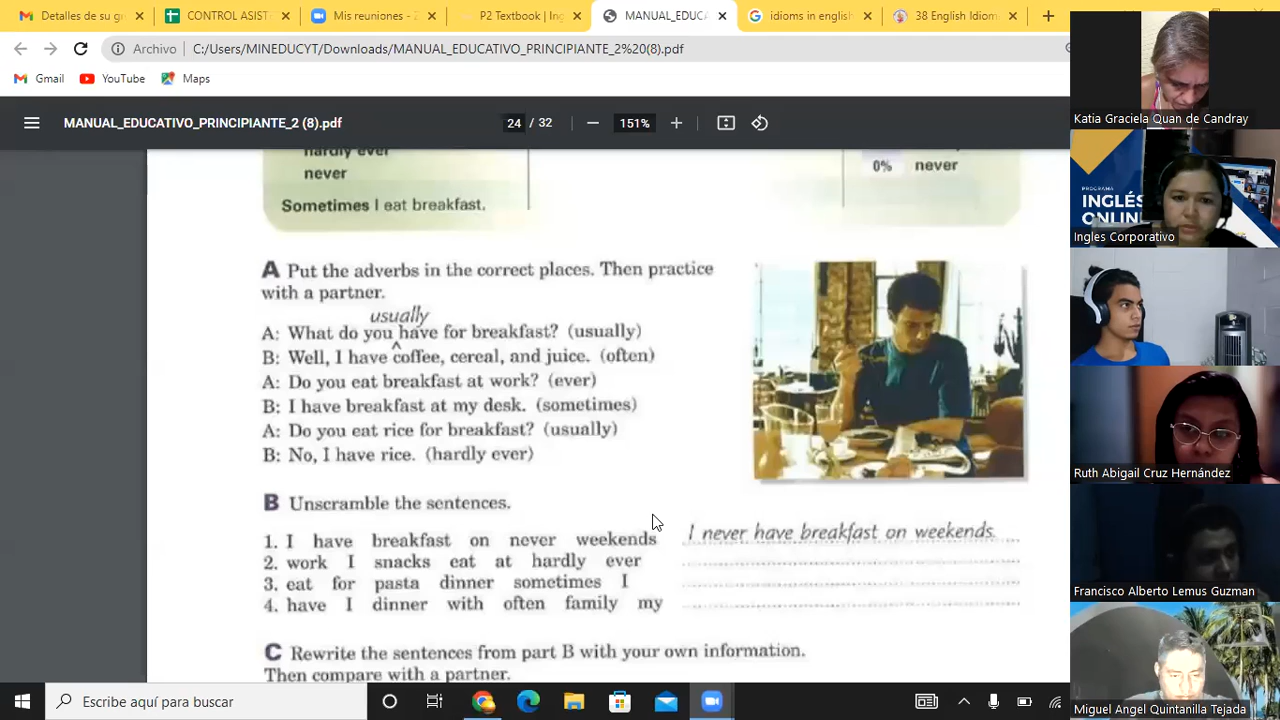 Detalles de su gr
CONTROL ASIST
Mis reuniones - Z
P2 Textbook | Ing
MANUAL_EDUCA
idioms in english
38 English Idiom
Archivo
C:/Users/MINEDUCYT/Downloads/MANUAL_EDUCATIVO_PRINCIPIANTE_2%20(8).pdf
Gmail
YouTube
Maps
MANUAL_EDUCATIVO_PRINCIPIANTE_2 (8).pdf
24 / 32
151%
hardly ever
never
0% never
Sometimes I eat breakfast.
A Put the adverbs in the correct places. Then practice
with a partner.
usually
A: What do you have for breakfast? (usually)
B: Well, I have coffee, cereal, and juice. (often)
A: Do you eat breakfast at work? (ever)
B: I have breakfast at my desk. (sometimes)
A: Do you eat rice for breakfast? (usually)
B: No, I have rice. (hardly ever)
B Unscramble the sentences.
1. I have breakfast on never weekends I never have breakfast on weekends.
2. work I snacks eat at hardly ever
3. eat for pasta dinner sometimes I
4. have I dinner with often family my
C Rewrite the sentences from part B with your own information.
Then compare with a partner.
Escribe aquí para buscar
Katia Graciela Quan de Candray
PROGRAMA
INGLÉS
ONLIN
Ingles Corporativo
Ruth Abigail Cruz Hernández
Francisco Alberto Lemus Guzman
Miguel Angel Quintanilla Tejada